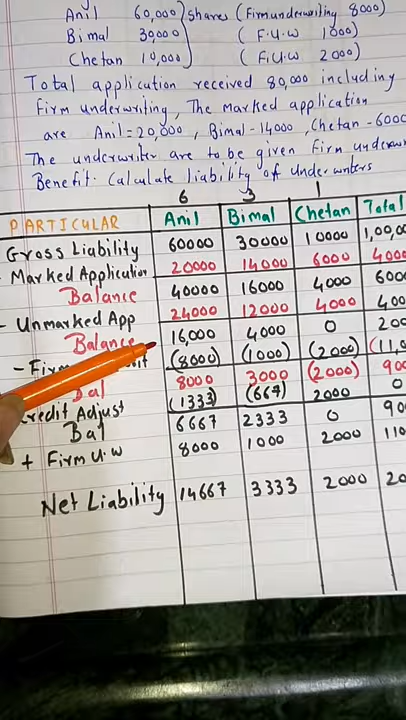 Anil 60,000) shares (Firm underwriting 8000)
Bimal 30,000 ( F.U.W 1000)
Chetan 10,000 ( F.U.W 2000)
Total application received 80,000 including
firm underwriting, The Marked application
are Anil = 20,000, Bimal - 14000, Chetan - 6000
The underwriter are to be given Firm underw
Benefit. Calculate liability of underwriters
6 3 1
PARTICULAR Anil Bimal Chetan Total
Gross Liability 60000 30000 10000 1,00,00
- Marked Application 20000 14000 6000 4000
Balance 40000 16000 4000 6000
- Unmarked App 24000 12000 4000 400
Balance 16,000 4000 0 200
- Firm (8000) (1000) (2000) (11,0
Bal 8000 3000 (2000) 900
Credit Adjust (1333) (667) 2000 0
Bal 6667 2333 0 90
+ Firm U.W 8000 1000 2000 110
Net Liability 14667 3333 2000 20